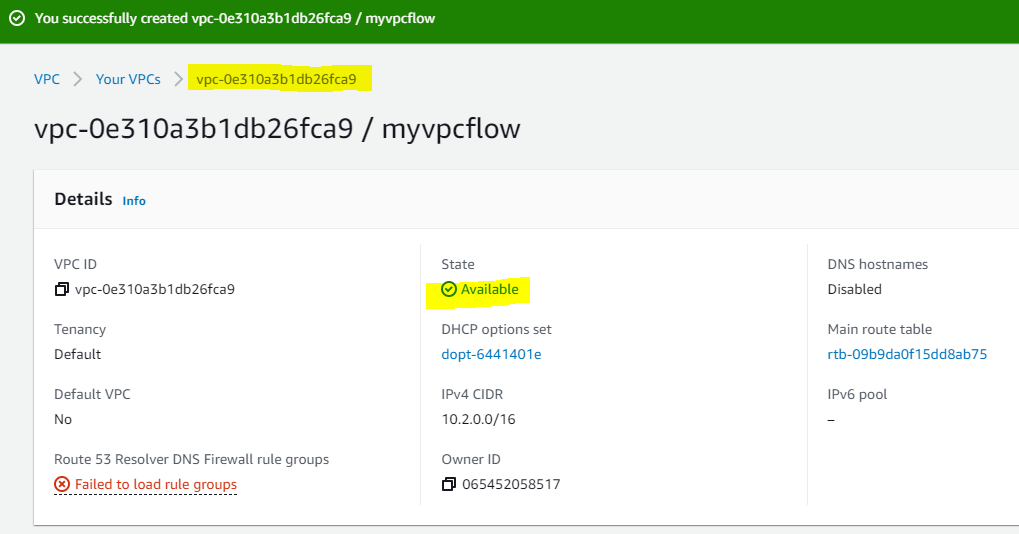 You successfully created vpc-0e310a3b1db26fca9 / myvpcflow
VPC > Your VPCs > vpc-0e310a3b1db26fca9
vpc-0e310a3b1db26fca9 / myvpcflow
Details Info
VPC ID
vpc-0e310a3b1db26fca9
Tenancy
Default
Default VPC
No
Route 53 Resolver DNS Firewall rule groups
Failed to load rule groups
State
Available
DHCP options set
dopt-6441401e
IPv4 CIDR
10.2.0.0/16
Owner ID
065452058517
DNS hostnames
Disabled
Main route table
rtb-09b9da0f15dd8ab75
IPv6 pool
–